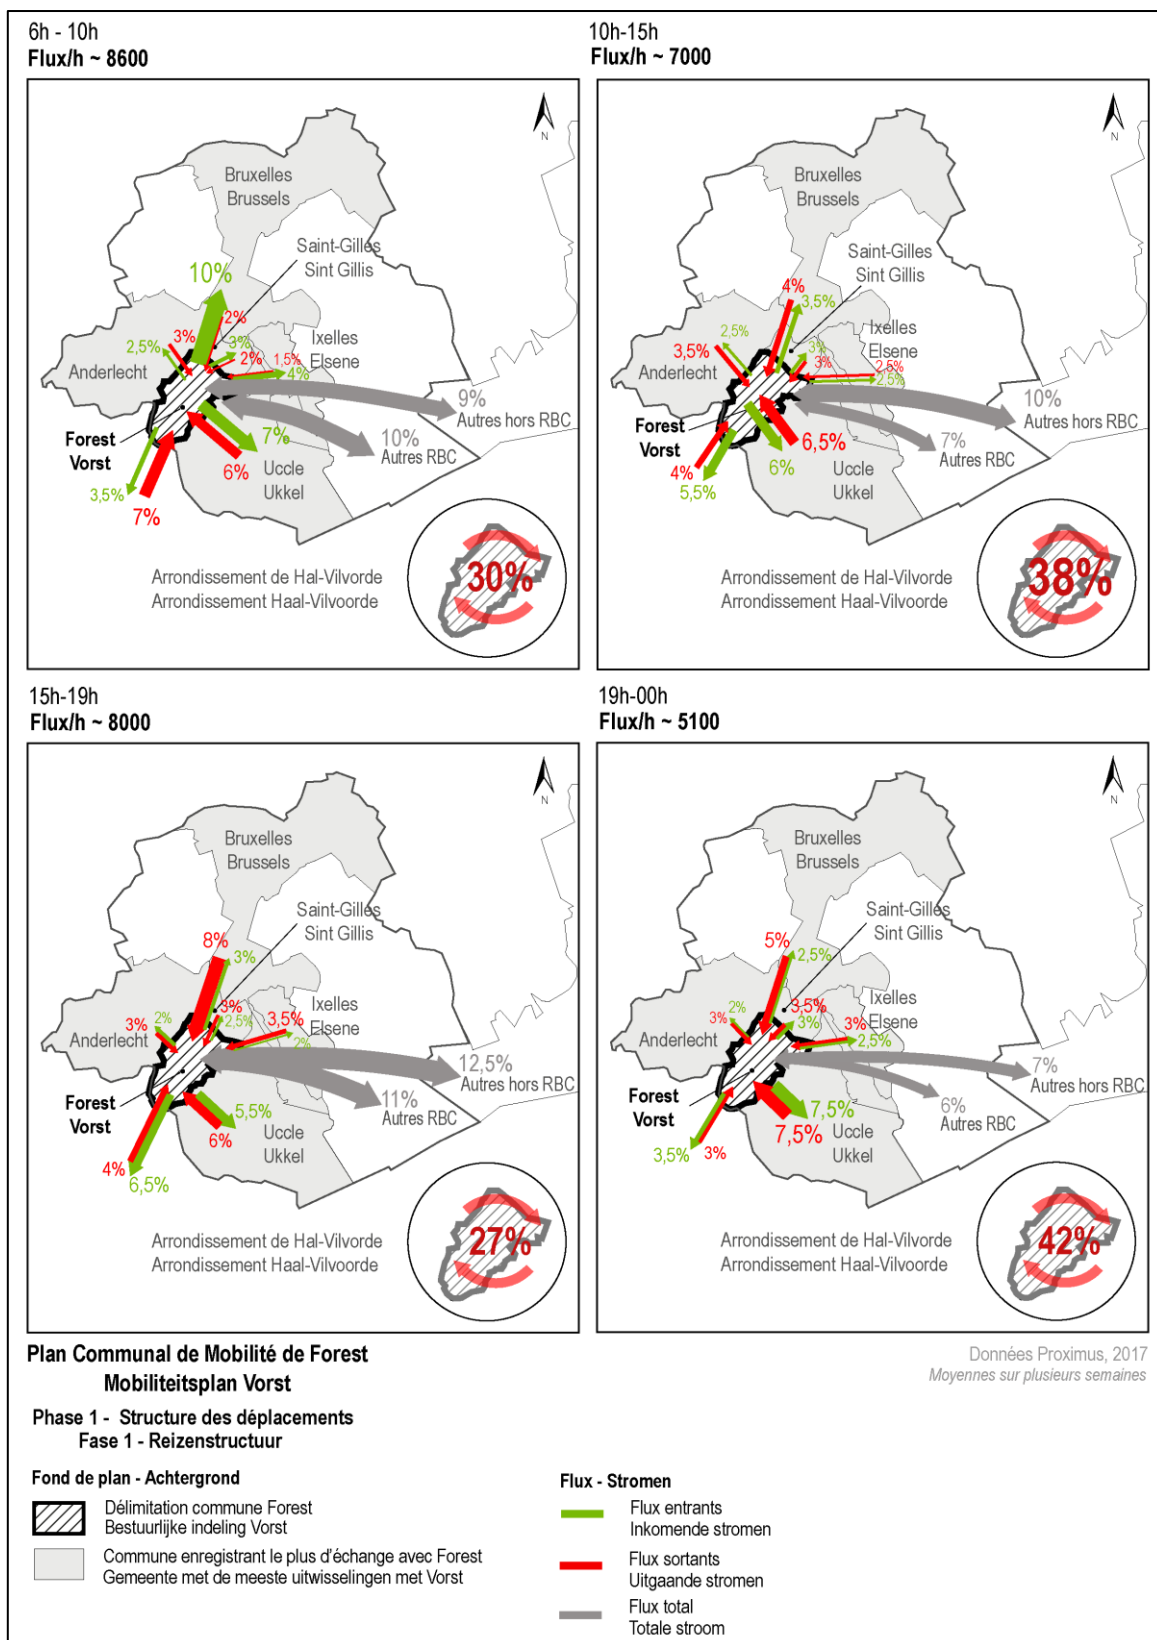 6h - 10h
Flux/h ~ 8600
N
Bruxelles
Brussels
Saint-Gilles
Sint Gillis
10%
2%
3%
3%
2%
2,5%
1,5%
4%
Ixelles
Elsene
Anderlecht
9%
Autres hors RBC
10%
Autres RBC
Forest
Vorst
7%
6%
Uccle
Ukkel
3,5%
7%
Arrondissement de Hal-Vilvorde
Arrondissement Haal-Vilvoorde
30%
10h-15h
Flux/h ~ 7000
N
Bruxelles
Brussels
Saint-Gilles
Sint Gillis
4%
3,5%
2,5%
3%
3%
3,5%
2,5%
2,5%
Ixelles
Elsene
Anderlecht
10%
Autres hors RBC
7%
Autres RBC
Forest
Vorst
6,5%
6%
Uccle
Ukkel
4%
5,5%
Arrondissement de Hal-Vilvorde
Arrondissement Haal-Vilvoorde
38%
15h-19h
Flux/h ~ 8000
N
Bruxelles
Brussels
Saint-Gilles
Sint Gillis
8%
3%
2%
3%
3%
2,5%
3,5%
2%
Ixelles
Elsene
Anderlecht
12,5%
Autres hors RBC
11%
Autres RBC
Forest
Vorst
5,5%
6%
Uccle
Ukkel
4%
6,5%
Arrondissement de Hal-Vilvorde
Arrondissement Haal-Vilvoorde
27%
19h-00h
Flux/h ~ 5100
N
Bruxelles
Brussels
Saint-Gilles
Sint Gillis
5%
2,5%
2%
3%
3,5%
3%
3%
2,5%
Ixelles
Elsene
Anderlecht
7%
Autres hors RBC
6%
Autres RBC
Forest
Vorst
7,5%
7,5%
Uccle
Ukkel
3,5%
3%
Arrondissement de Hal-Vilvorde
Arrondissement Haal-Vilvoorde
42%
Plan Communal de Mobilité de Forest
Mobiliteitsplan Vorst
Données Proximus, 2017
Moyennes sur plusieurs semaines
Phase 1 - Structure des déplacements
Fase 1 - Reizenstructuur
Fond de plan - Achtergrond
Délimitation commune Forest
Bestuurlijke indeling Vorst
Commune enregistrant le plus d'échange avec Forest
Gemeente met de meeste uitwisselingen met Vorst
Flux - Stromen
Flux entrants
Inkomende stromen
Flux sortants
Uitgaande stromen
Flux total
Totale stroom